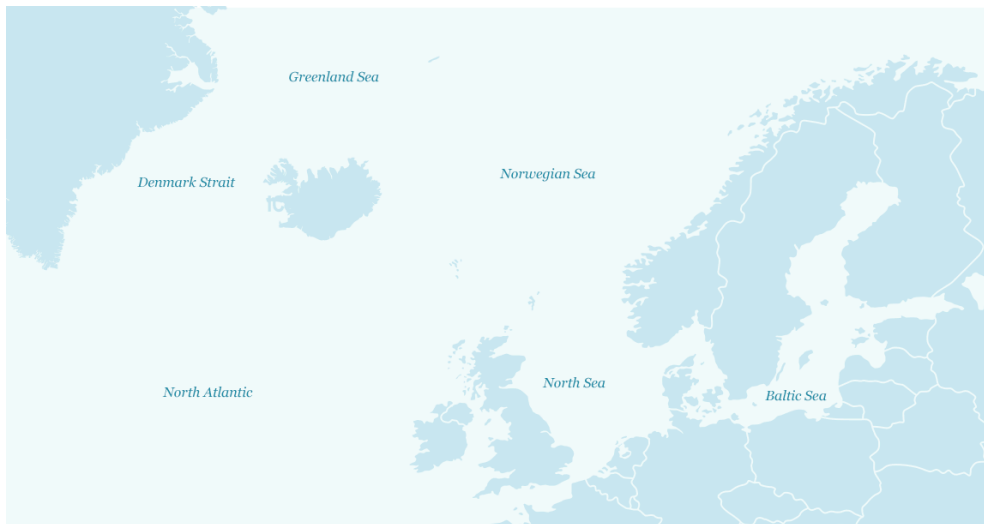 Greenland Sea
Norwegian Sea
Denmark Strait
North Sea
North Atlantic
Baltic Sea